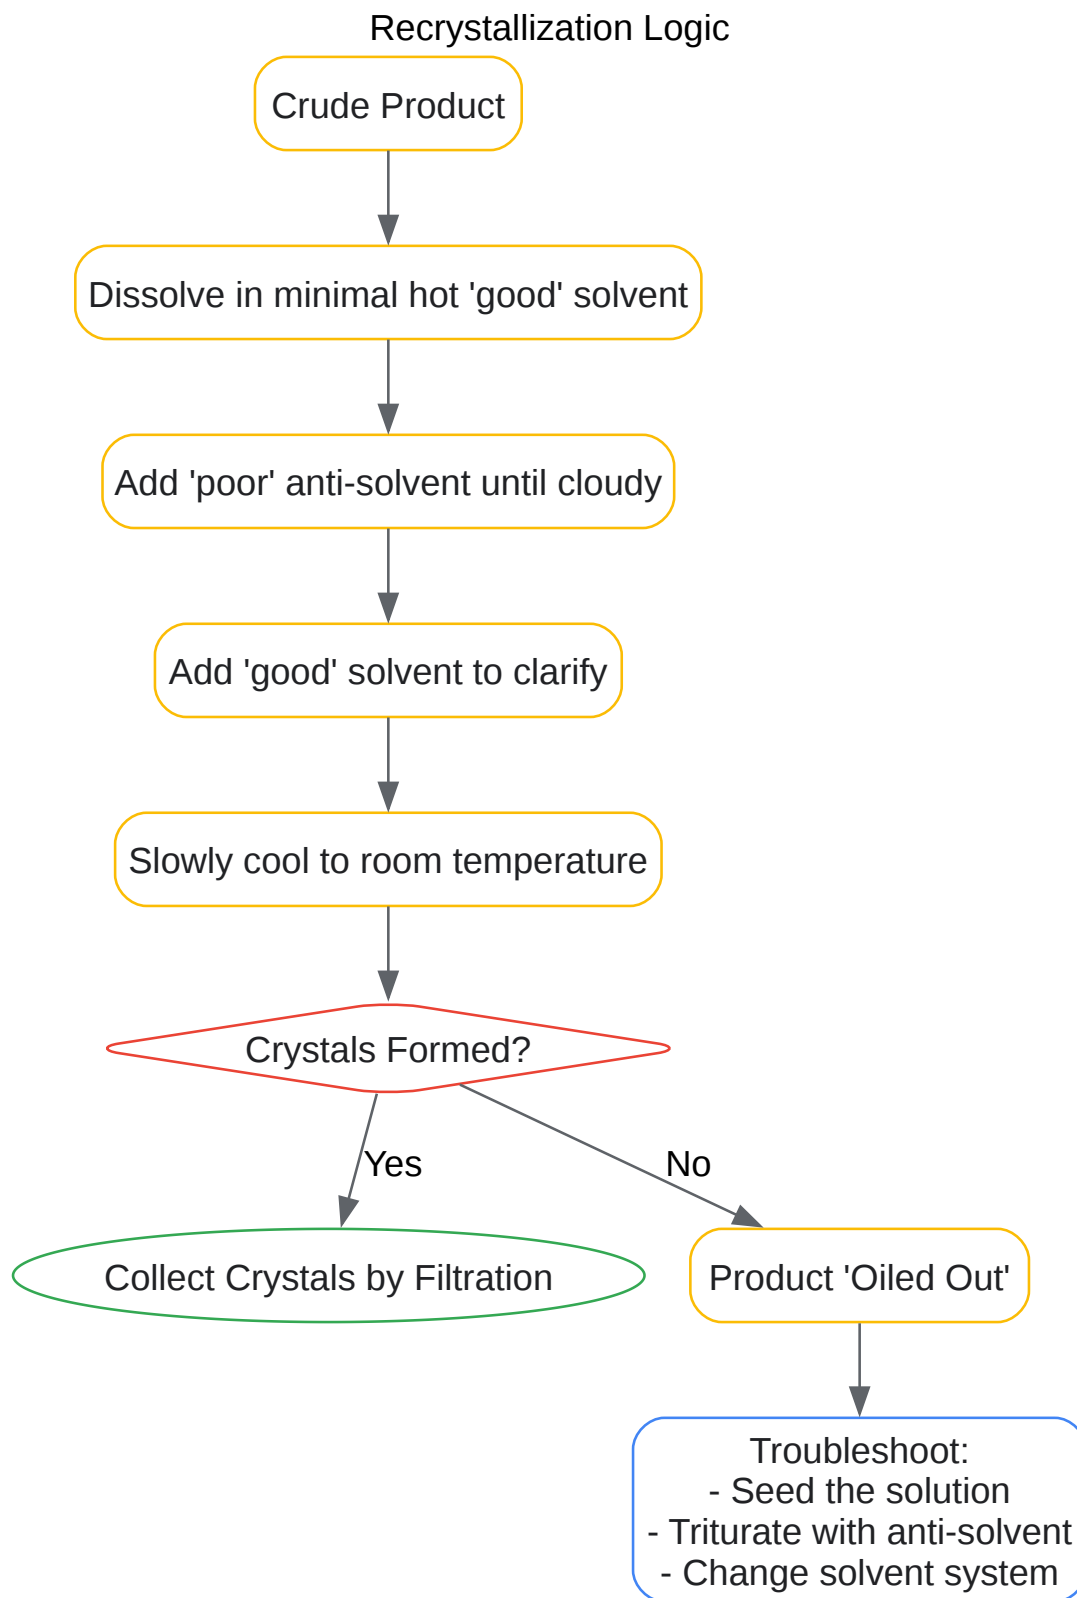 Recrystallization Logic
Crude Product
Dissolve in minimal hot 'good' solvent
Add 'poor' anti-solvent until cloudy
Add 'good' solvent to clarify
Slowly cool to room temperature
Crystals Formed?
Yes
No
Collect Crystals by Filtration
Product 'Oiled Out'
Troubleshoot:
- Seed the solution
- Triturate with anti-solvent
- Change solvent system